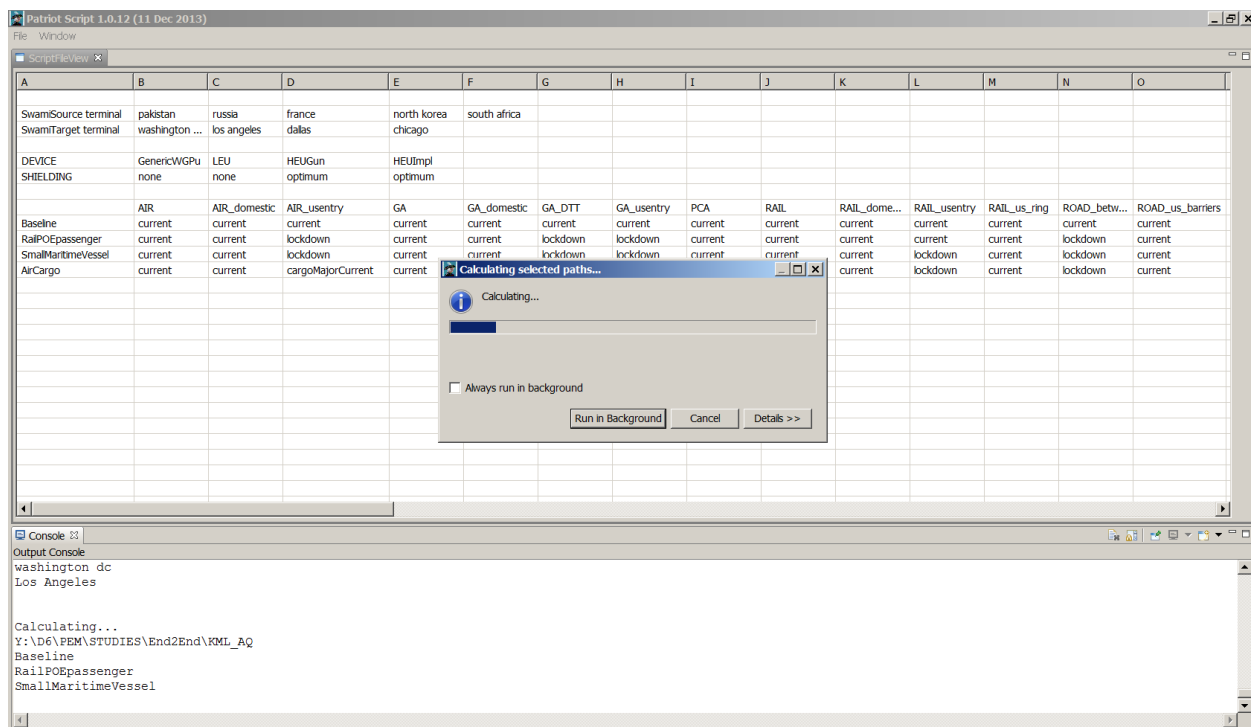 Patriot Script 1.0.12 (11 Dec 2013)
File Window
ScriptFileView
A B C D E F G H I J K L M N O
SwamiSource terminal pakistan russia france north korea south africa
SwamiTarget terminal washington ... los angeles dallas chicago
DEVICE GenericWGPu LEU HEUGun HEUImpl
SHIELDING none none optimum optimum
AIR AIR_domestic AIR_usentry GA GA_domestic GA_DTT GA_usentry PCA RAIL RAIL_dome... RAIL_usentry RAIL_us_ring ROAD_betw... ROAD_us_barriers
Baseline current current current current current current current current current current current current current current
RailPOEpassenger current current lockdown current current lockdown lockdown current current current current current lockdown current
SmallMaritimeVessel current current lockdown current current lockdown lockdown current current current lockdown current lockdown current
AirCargo current current cargoMajorCurrent current current lockdown current lockdown current
Calculating selected paths...
Calculating...
Always run in background
Run in Background Cancel Details >>
Console
Output Console
washington dc
Los Angeles
Calculating...
Y:\D6\PEM\STUDIES\End2End\KML_AQ
Baseline
RailPOEpassenger
SmallMaritimeVessel